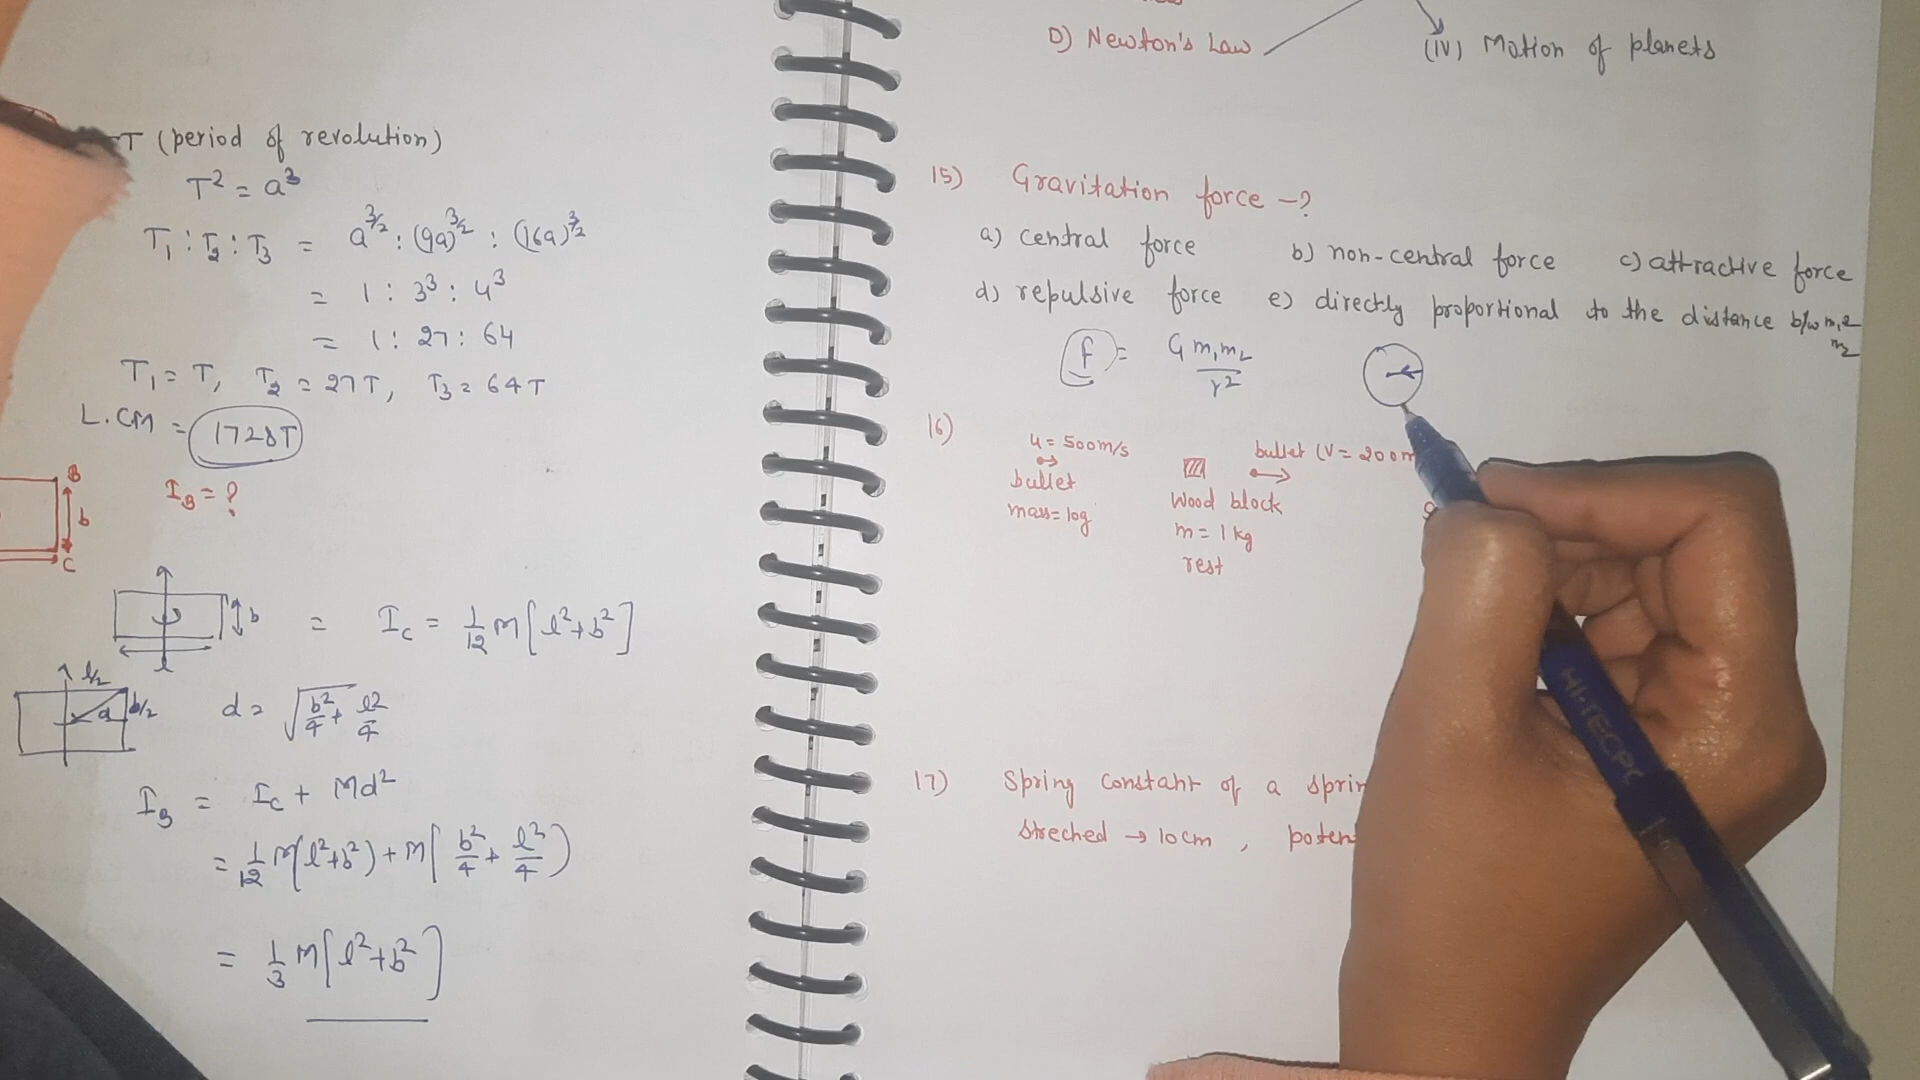 T (period of revolution)
T² = a³
T₁ : T₂ : T₃ = a^3/2 : (9a)^3/2 : (16a)^3/2
= 1 : 3³ : 4³
= 1 : 27 : 64
T₁ = T, T₂ = 27T, T₃ = 64T
L.CM = 1728T
B
b
C
I_B = ?
b
l
= I_C = 1/12 M[l²+b²]
l/2
d
b/2
d = √(b²/4 + l²/4)
I_B = I_C + Md²
= 1/12 M(l²+b²) + M(b²/4 + l²/4)
= 1/3 M[l²+b²]
D) Newton's Law
(IV) Motion of planets
15) Gravitation force -?
a) central force b) non-central force c) attractive force
d) repulsive force e) directly proportional to the distance b/w m₁ &
m₂
f = G m₁m₂/r²
16)
u = 500m/s
bullet
mass = 10g
wood block
m = 1 kg
rest
bullet (V = 200m
17) Spring constant of a
streched → 10cm ,
HI-TECPC